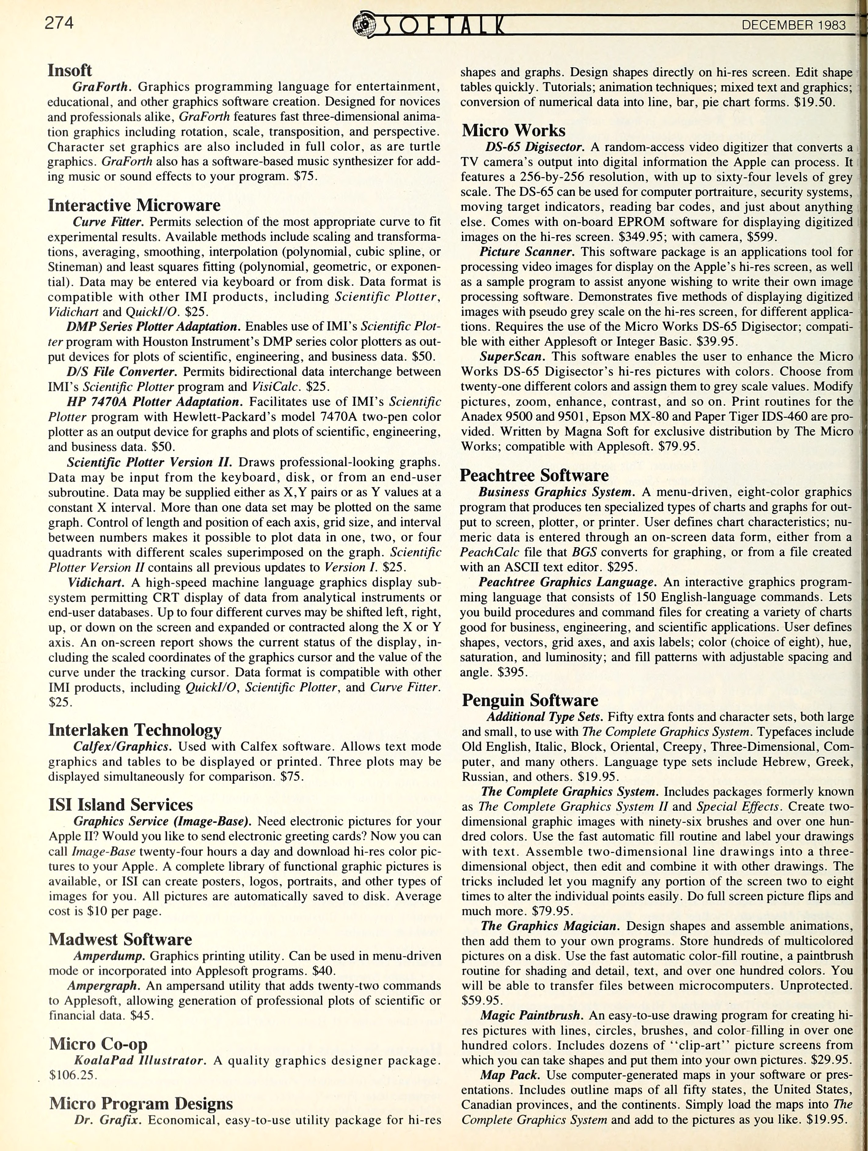 274
SOFTALK
DECEMBER 1983
Insoft
GraForth. Graphics programming language for entertainment,
educational, and other graphics software creation. Designed for novices
and professionals alike, GraForth features fast three-dimensional anima-
tion graphics including rotation, scale, transposition, and perspective.
Character set graphics are also included in full color, as are turtle
graphics. GraForth also has a software-based music synthesizer for add-
ing music or sound effects to your program. $75.
Interactive Microware
Curve Fitter. Permits selection of the most appropriate curve to fit
experimental results. Available methods include scaling and transforma-
tions, averaging, smoothing, interpolation (polynomial, cubic spline, or
Stineman) and least squares fitting (polynomial, geometric, or exponen-
tial). Data may be entered via keyboard or from disk. Data format is
compatible with other IMI products, including Scientific Plotter,
Vidichart and QuickI/O. $25.
DMP Series Plotter Adaptation. Enables use of IMI's Scientific Plot-
ter program with Houston Instrument's DMP series color plotters as out-
put devices for plots of scientific, engineering, and business data. $50.
D/S File Converter. Permits bidirectional data interchange between
IMI's Scientific Plotter program and VisiCalc. $25.
HP 7470A Plotter Adaptation. Facilitates use of IMI's Scientific
Plotter program with Hewlett-Packard's model 7470A two-pen color
plotter as an output device for graphs and plots of scientific, engineering,
and business data. $50.
Scientific Plotter Version II. Draws professional-looking graphs.
Data may be input from the keyboard, disk, or from an end-user
subroutine. Data may be supplied either as X,Y pairs or as Y values at a
constant X interval. More than one data set may be plotted on the same
graph. Control of length and position of each axis, grid size, and interval
between numbers makes it possible to plot data in one, two, or four
quadrants with different scales superimposed on the graph. Scientific
Plotter Version II contains all previous updates to Version I. $25.
Vidichart. A high-speed machine language graphics display sub-
system permitting CRT display of data from analytical instruments or
end-user databases. Up to four different curves may be shifted left, right,
up, or down on the screen and expanded or contracted along the X or Y
axis. An on-screen report shows the current status of the display, in-
cluding the scaled coordinates of the graphics cursor and the value of the
curve under the tracking cursor. Data format is compatible with other
IMI products, including QuickI/O, Scientific Plotter, and Curve Fitter.
$25.
Interlaken Technology
Calfex/Graphics. Used with Calfex software. Allows text mode
graphics and tables to be displayed or printed. Three plots may be
displayed simultaneously for comparison. $75.
ISI Island Services
Graphics Service (Image-Base). Need electronic pictures for your
Apple II? Would you like to send electronic greeting cards? Now you can
call Image-Base twenty-four hours a day and download hi-res color pic-
tures to your Apple. A complete library of functional graphic pictures is
available, or ISI can create posters, logos, portraits, and other types of
images for you. All pictures are automatically saved to disk. Average
cost is $10 per page.
Madwest Software
Amperdump. Graphics printing utility. Can be used in menu-driven
mode or incorporated into Applesoft programs. $40.
Ampergraph. An ampersand utility that adds twenty-two commands
to Applesoft, allowing generation of professional plots of scientific or
financial data. $45.
Micro Co-op
KoalaPad Illustrator. A quality graphics designer package.
$106.25.
Micro Program Designs
Dr. Grafix. Economical, easy-to-use utility package for hi-res
shapes and graphs. Design shapes directly on hi-res screen. Edit shape
tables quickly. Tutorials; animation techniques; mixed text and graphics;
conversion of numerical data into line, bar, pie chart forms. $19.50.
Micro Works
DS-65 Digisector. A random-access video digitizer that converts a
TV camera's output into digital information the Apple can process. It
features a 256-by-256 resolution, with up to sixty-four levels of grey
scale. The DS-65 can be used for computer portraiture, security systems,
moving target indicators, reading bar codes, and just about anything
else. Comes with on-board EPROM software for displaying digitized
images on the hi-res screen. $349.95; with camera, $599.
Picture Scanner. This software package is an applications tool for
processing video images for display on the Apple's hi-res screen, as well
as a sample program to assist anyone wishing to write their own image
processing software. Demonstrates five methods of displaying digitized
images with pseudo grey scale on the hi-res screen, for different applica-
tions. Requires the use of the Micro Works DS-65 Digisector; compati-
ble with either Applesoft or Integer Basic. $39.95.
SuperScan. This software enables the user to enhance the Micro
Works DS-65 Digisector's hi-res pictures with colors. Choose from
twenty-one different colors and assign them to grey scale values. Modify
pictures, zoom, enhance, contrast, and so on. Print routines for the
Anadex 9500 and 9501, Epson MX-80 and Paper Tiger IDS-460 are pro-
vided. Written by Magna Soft for exclusive distribution by The Micro
Works; compatible with Applesoft. $79.95.
Peachtree Software
Business Graphics System. A menu-driven, eight-color graphics
program that produces ten specialized types of charts and graphs for out-
put to screen, plotter, or printer. User defines chart characteristics; nu-
meric data is entered through an on-screen data form, either from a
PeachCalc file that BGS converts for graphing, or from a file created
with an ASCII text editor. $295.
Peachtree Graphics Language. An interactive graphics program-
ming language that consists of 150 English-language commands. Lets
you build procedures and command files for creating a variety of charts
good for business, engineering, and scientific applications. User defines
shapes, vectors, grid axes, and axis labels; color (choice of eight), hue,
saturation, and luminosity; and fill patterns with adjustable spacing and
angle. $395.
Penguin Software
Additional Type Sets. Fifty extra fonts and character sets, both large
and small, to use with The Complete Graphics System. Typefaces include
Old English, Italic, Block, Oriental, Creepy, Three-Dimensional, Com-
puter, and many others. Language type sets include Hebrew, Greek,
Russian, and others. $19.95.
The Complete Graphics System. Includes packages formerly known
as The Complete Graphics System II and Special Effects. Create two-
dimensional graphic images with ninety-six brushes and over one hun-
dred colors. Use the fast automatic fill routine and label your drawings
with text. Assemble two-dimensional line drawings into a three-
dimensional object, then edit and combine it with other drawings. The
tricks included let you magnify any portion of the screen two to eight
times to alter the individual points easily. Do full screen picture flips and
much more. $79.95.
The Graphics Magician. Design shapes and assemble animations,
then add them to your own programs. Store hundreds of multicolored
pictures on a disk. Use the fast automatic color-fill routine, a paintbrush
routine for shading and detail, text, and over one hundred colors. You
will be able to transfer files between microcomputers. Unprotected.
$59.95.
Magic Paintbrush. An easy-to-use drawing program for creating hi-
res pictures with lines, circles, brushes, and color-filling in over one
hundred colors. Includes dozens of "clip-art" picture screens from
which you can take shapes and put them into your own pictures. $29.95.
Map Pack. Use computer-generated maps in your software or pres-
entations. Includes outline maps of all fifty states, the United States,
Canadian provinces, and the continents. Simply load the maps into The
Complete Graphics System and add to the pictures as you like. $19.95.